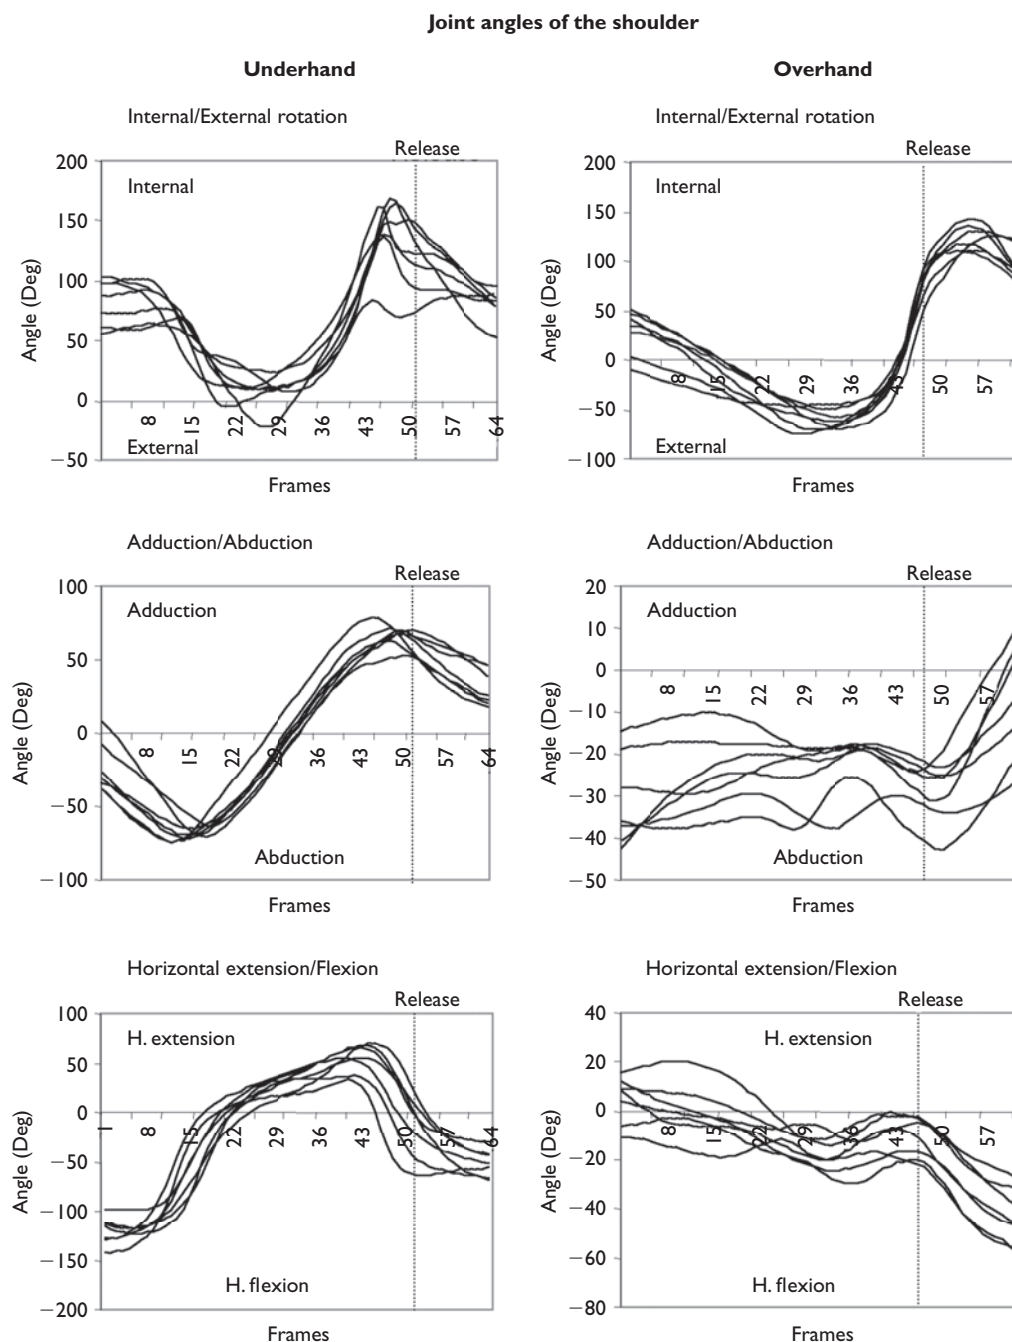 Joint angles of the shoulder
Underhand
Overhand
Internal/External rotation
Release
200
Internal
150
100
50
0
−50
External
8 15 22 29 36 43 50 57 64
Angle (Deg)
Frames
Internal/External rotation
Release
200
Internal
150
100
50
0
−50
−100
External
8 15 22 29 36 43 50 57
Angle (Deg)
Frames
Adduction/Abduction
Release
100
Adduction
50
0
−50
−100
Abduction
8 15 22 29 36 43 50 57 64
Angle (Deg)
Frames
Adduction/Abduction
Release
20
Adduction
10
0
−10
−20
−30
−40
−50
Abduction
8 15 22 29 36 43 50 57
Angle (Deg)
Frames
Horizontal extension/Flexion
Release
100
H. extension
50
0
−50
−100
−150
−200
H. flexion
1 8 15 22 29 36 43 50 57 64
Angle (Deg)
Frames
Horizontal extension/Flexion
Release
40
H. extension
20
0
−20
−40
−60
−80
H. flexion
8 15 22 29 36 43 50 57
Angle (Deg)
Frames